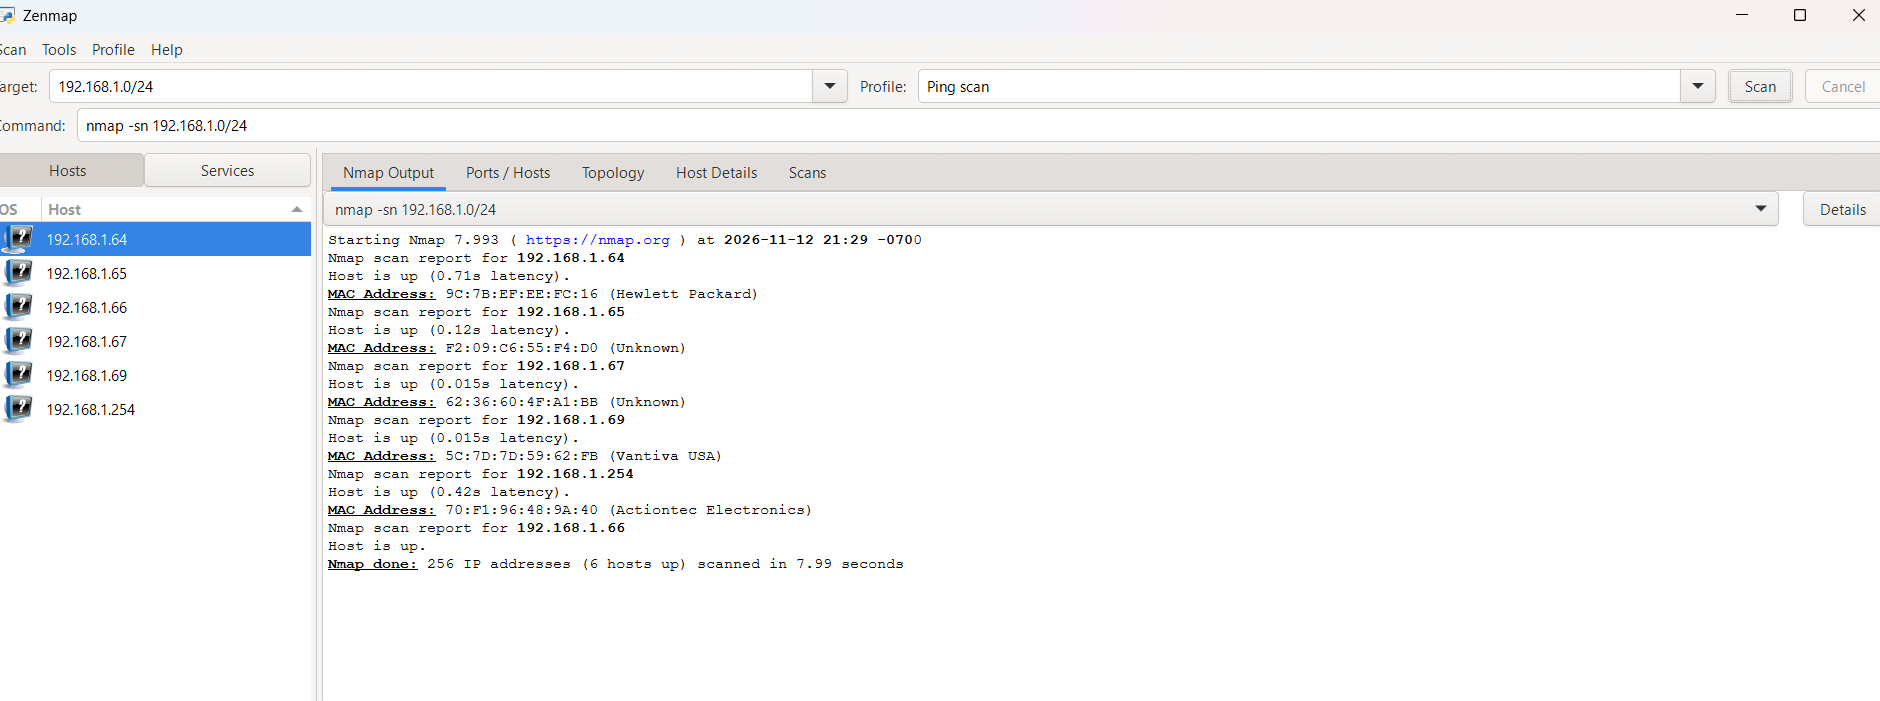 Zenmap
Scan Tools Profile Help
Target: 192.168.1.0/24 Profile: Ping scan Scan Cancel
Command: nmap -sn 192.168.1.0/24
Hosts Services
Nmap Output Ports / Hosts Topology Host Details Scans
OS Host
nmap -sn 192.168.1.0/24 Details
192.168.1.64
192.168.1.65
192.168.1.66
192.168.1.67
192.168.1.69
192.168.1.254
Starting Nmap 7.993 ( https://nmap.org ) at 2026-11-12 21:29 -0700
Nmap scan report for 192.168.1.64
Host is up (0.71s latency).
MAC Address: 9C:7B:EF:EE:FC:16 (Hewlett Packard)
Nmap scan report for 192.168.1.65
Host is up (0.12s latency).
MAC Address: F2:09:C6:55:F4:D0 (Unknown)
Nmap scan report for 192.168.1.67
Host is up (0.015s latency).
MAC Address: 62:36:60:4F:A1:BB (Unknown)
Nmap scan report for 192.168.1.69
Host is up (0.015s latency).
MAC Address: 5C:7D:7D:59:62:FB (Vantiva USA)
Nmap scan report for 192.168.1.254
Host is up (0.42s latency).
MAC Address: 70:F1:96:48:9A:40 (Actiontec Electronics)
Nmap scan report for 192.168.1.66
Host is up.
Nmap done: 256 IP addresses (6 hosts up) scanned in 7.99 seconds